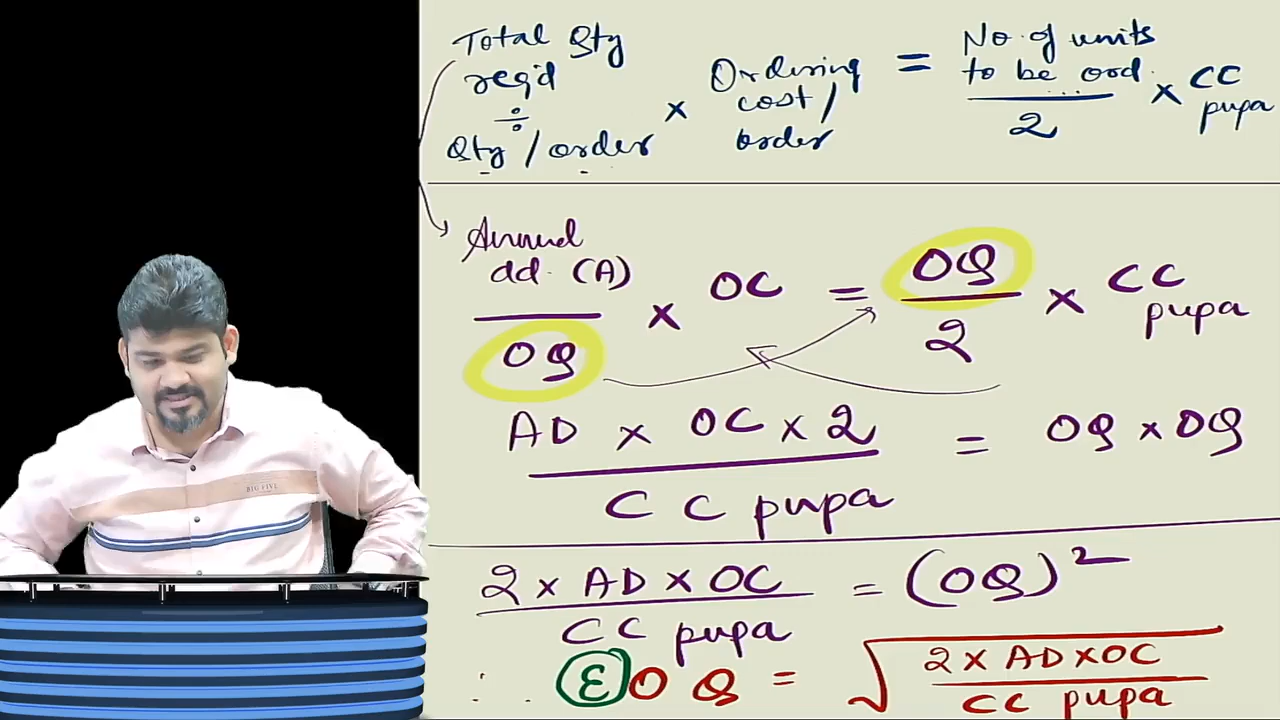 Total Qty
req'd
÷
Qty / order
× Ordering
cost /
order
= No. of units
to be ord.
2
× CC
pupa
Annual
dd. (A)
OQ
× OC = OQ
2
× CC
pupa
AD × OC × 2 = OQ × OQ
CC pupa
2 × AD × OC = (OQ)²
CC pupa
∴ EOQ = √ 2 × AD × OC
CC pupa
BIG FIVE